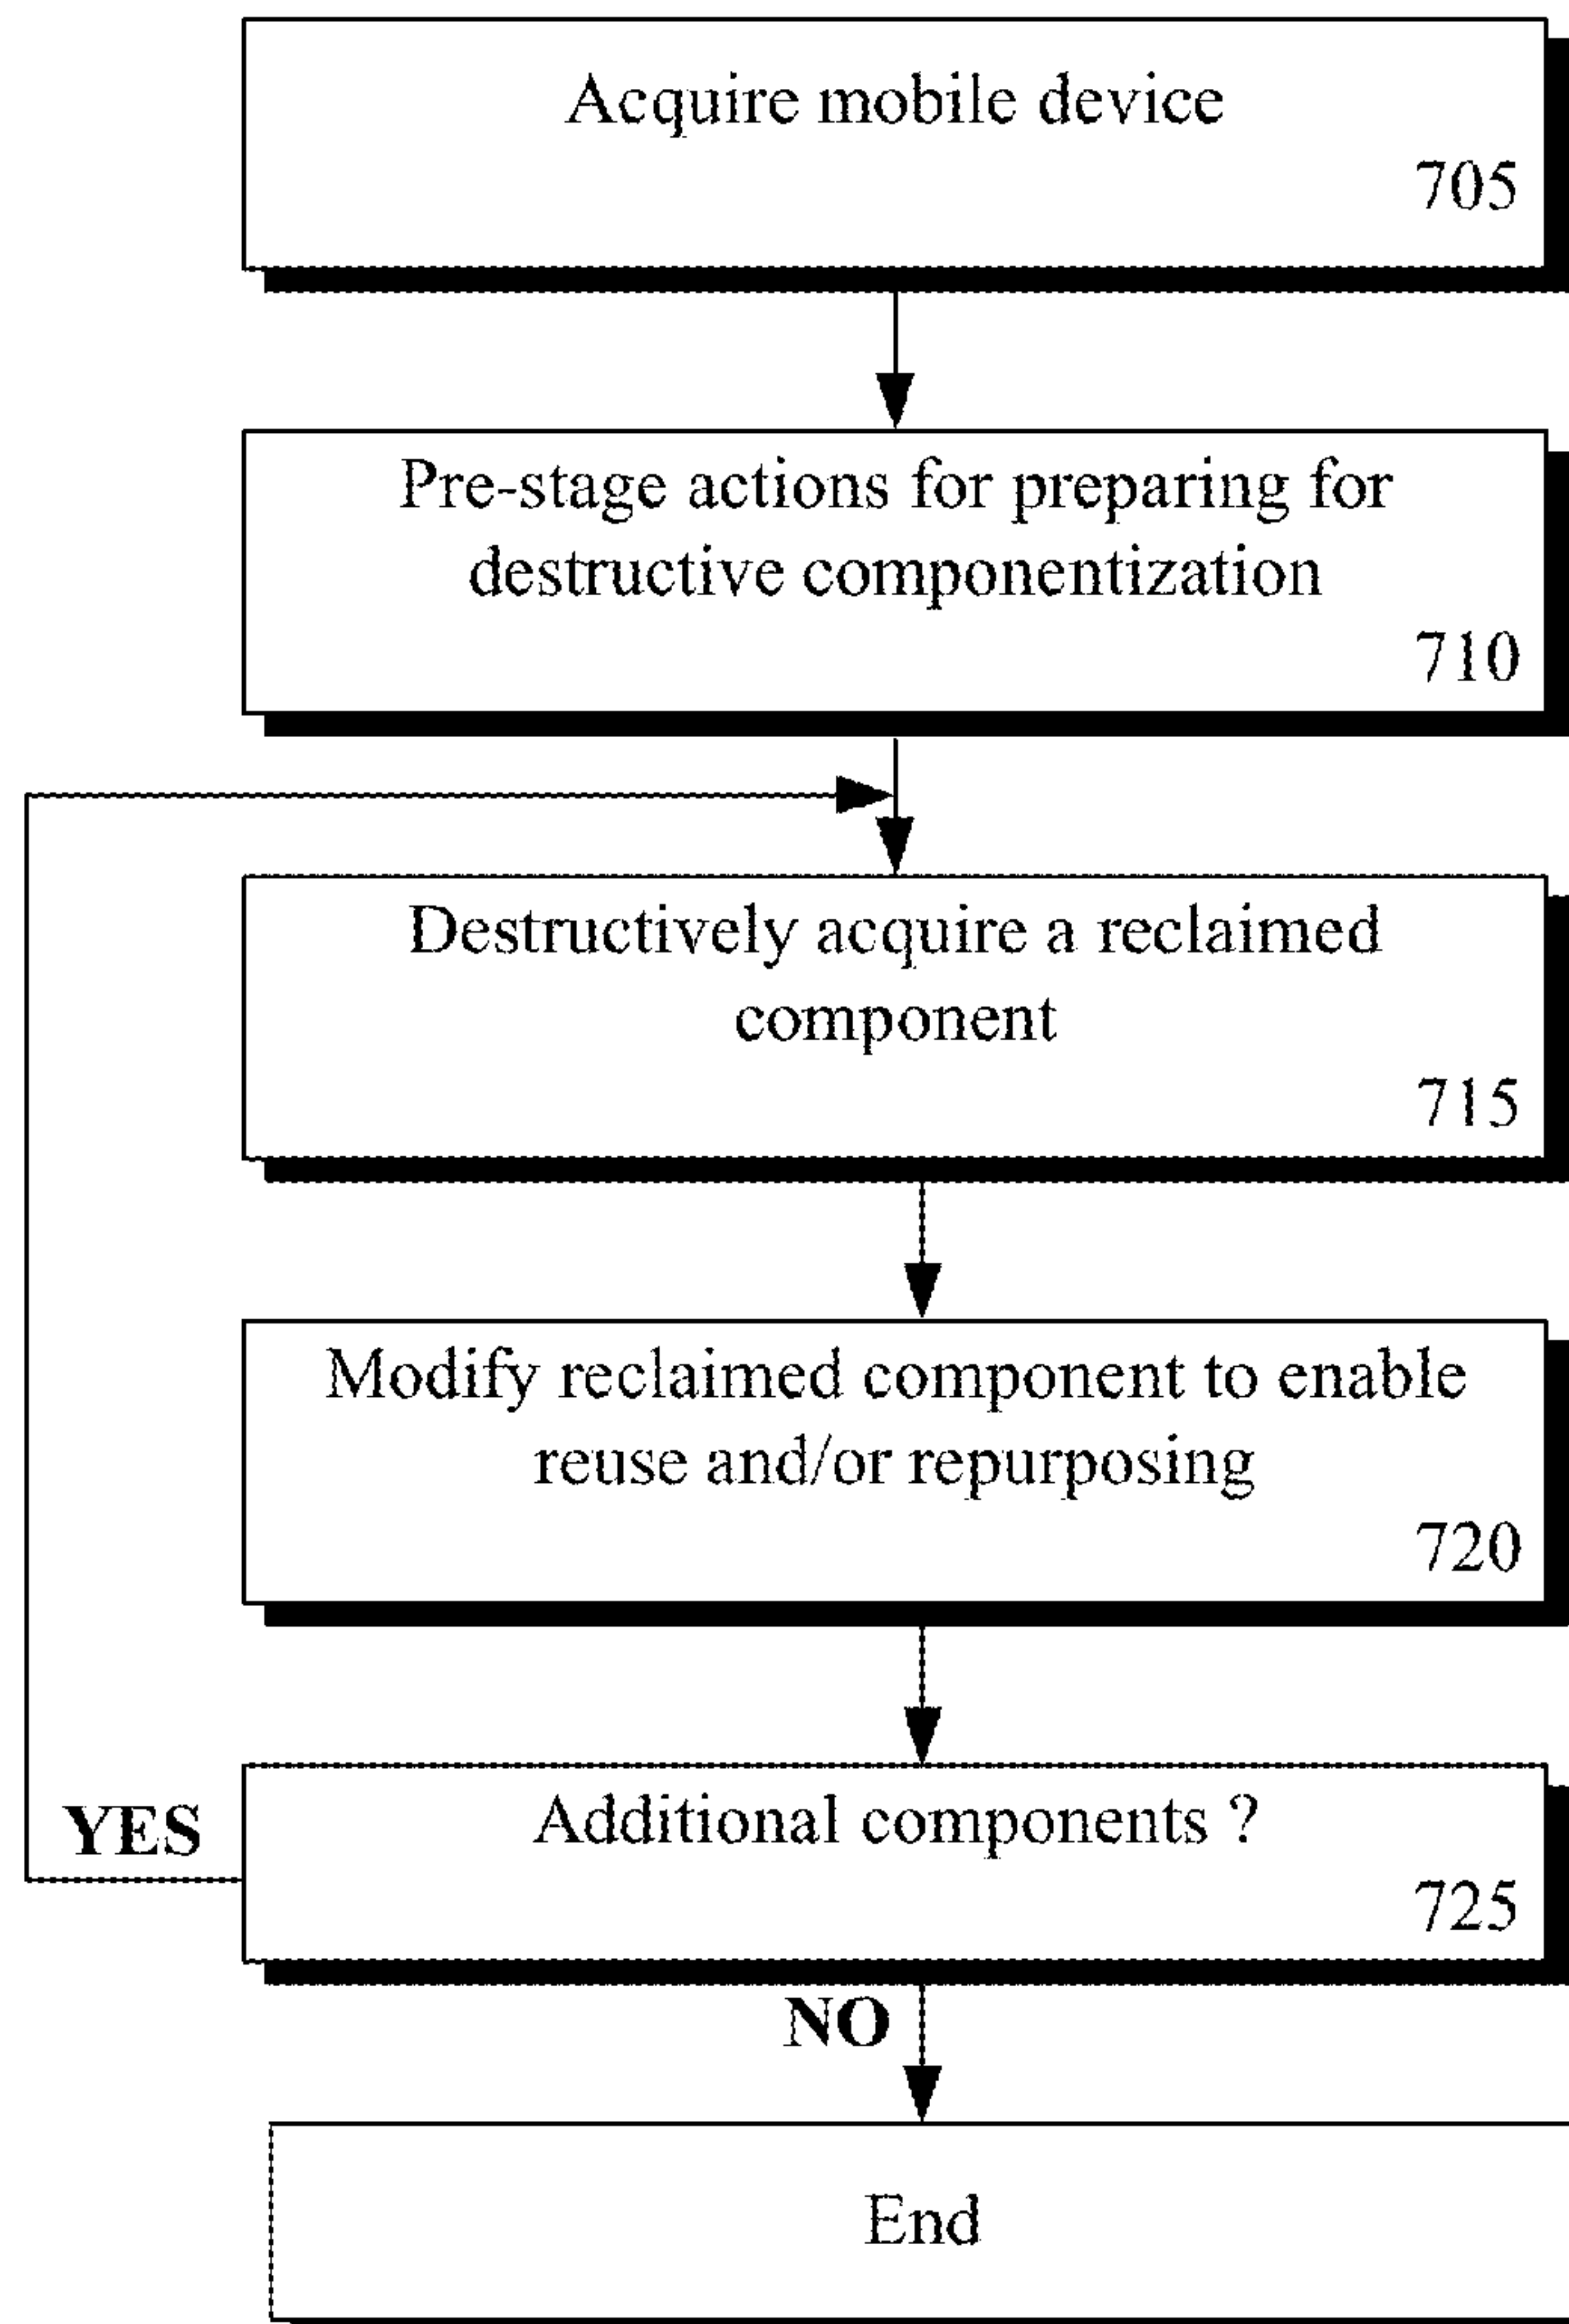 Acquire mobile device
705
Pre-stage actions for preparing for
destructive componentization
710
Destructively acquire a reclaimed
component
715
Modify reclaimed component to enable
reuse and/or repurposing
720
Additional components ?
725
YES
NO
End